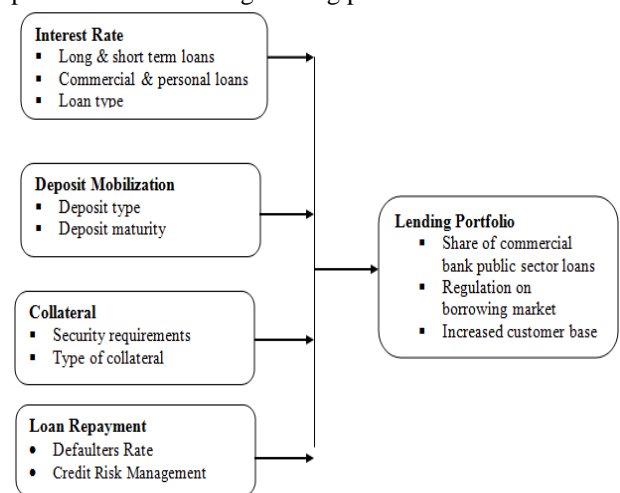 Interest Rate
▪ Long & short term loans
▪ Commercial & personal loans
▪ Loan type
Deposit Mobilization
▪ Deposit type
▪ Deposit maturity
Collateral
▪ Security requirements
▪ Type of collateral
Loan Repayment
• Defaulters Rate
• Credit Risk Management
Lending Portfolio
▪ Share of commercial
bank public sector loans
▪ Regulation on
borrowing market
▪ Increased customer base